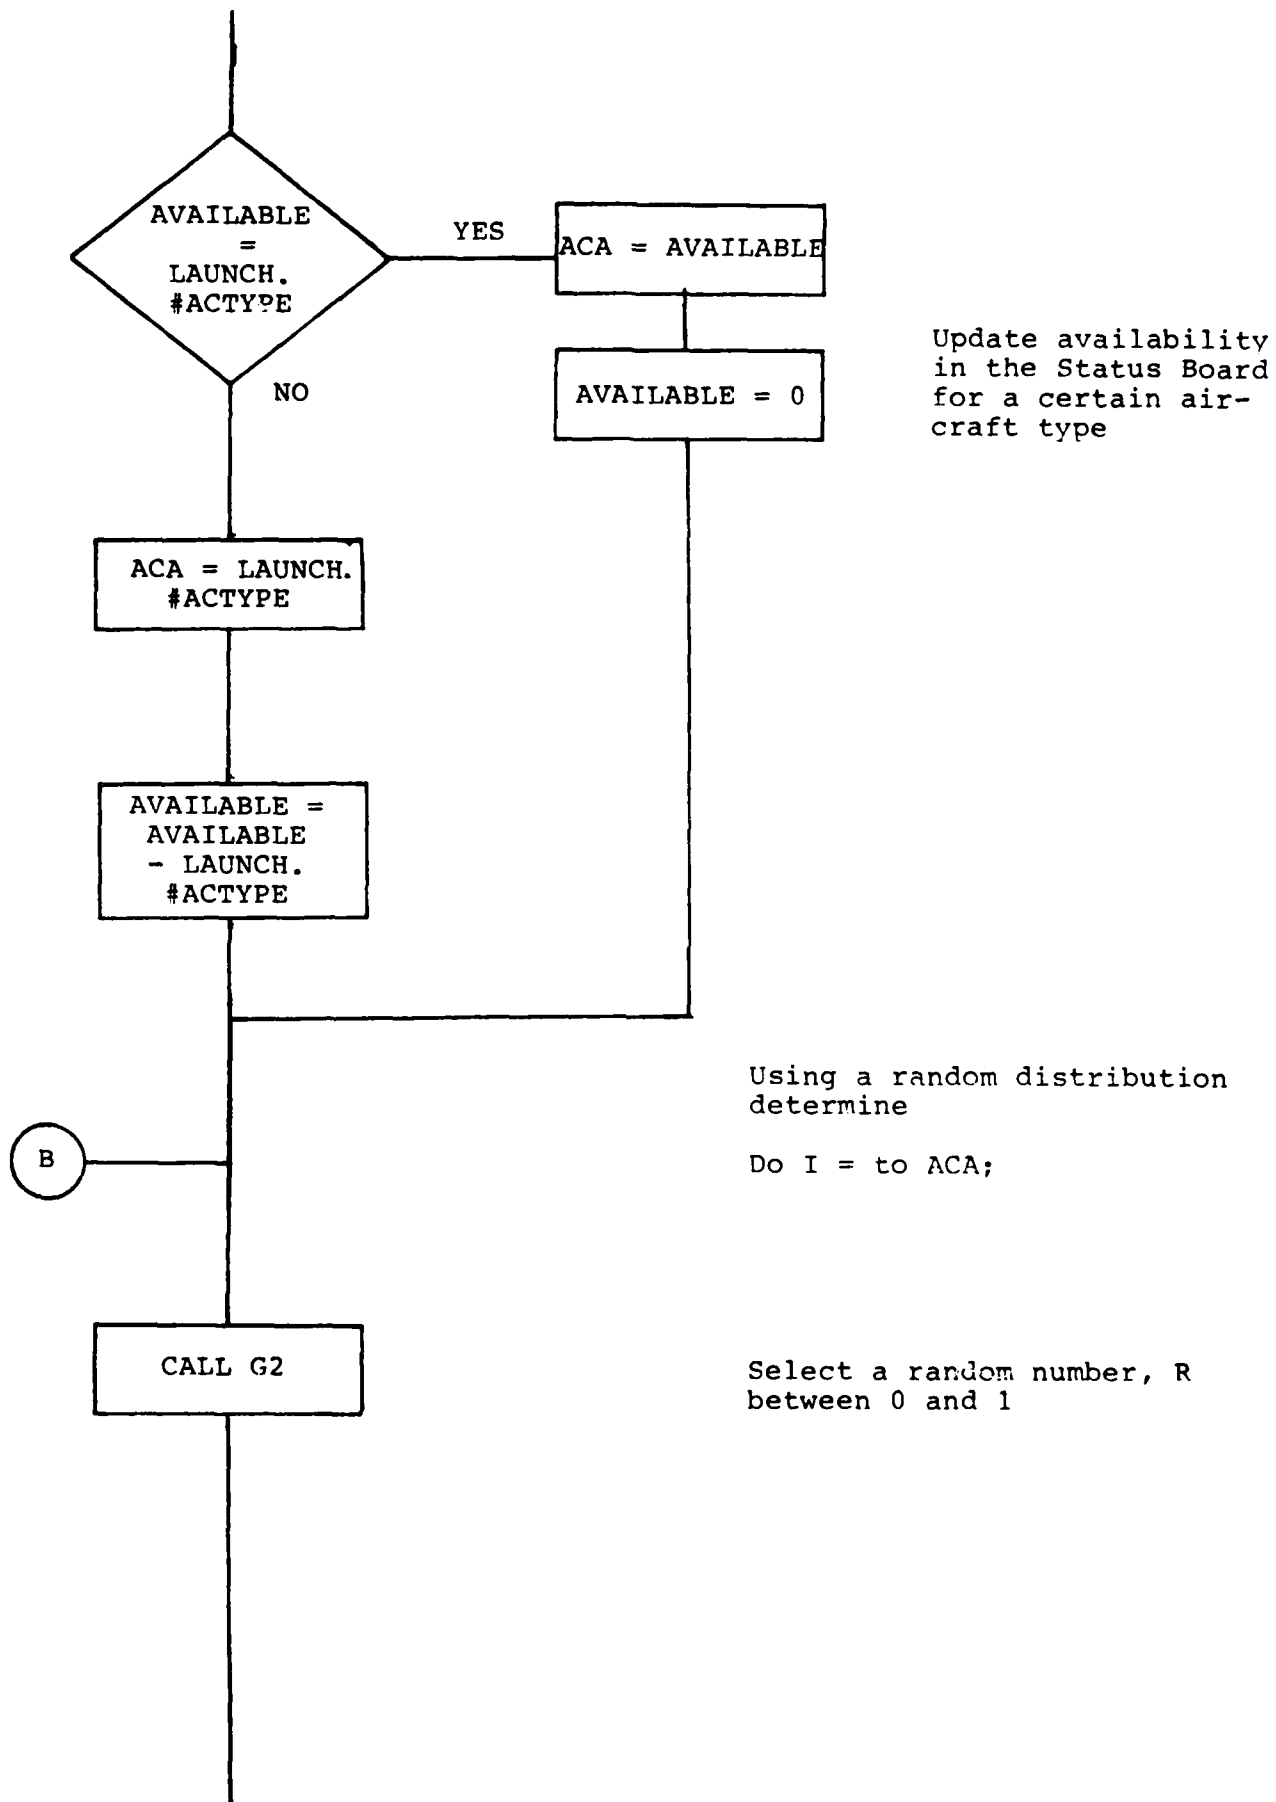 AVAILABLE
=
LAUNCH.
#ACTYPE
YES
ACA = AVAILABLE
NO
AVAILABLE = 0
Update availability
in the Status Board
for a certain air-
craft type
ACA = LAUNCH.
#ACTYPE
AVAILABLE =
AVAILABLE
- LAUNCH.
#ACTYPE
Using a random distribution
determine
B
Do I = to ACA;
CALL G2
Select a random number, R
between 0 and 1